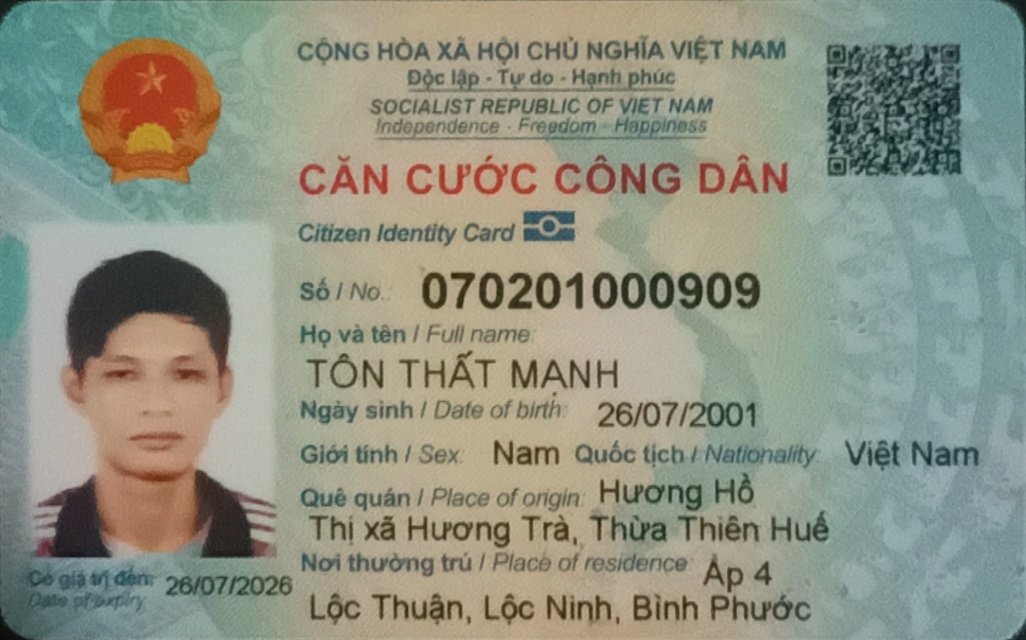 CỘNG HÒA XÃ HỘI CHỦ NGHĨA VIỆT NAM
Độc lập - Tự do - Hạnh phúc
SOCIALIST REPUBLIC OF VIET NAM
Independence - Freedom - Happiness
CĂN CƯỚC CÔNG DÂN
Citizen Identity Card
Số / No.: 070201000909
Họ và tên / Full name:
TÔN THẤT MẠNH
Ngày sinh / Date of birth: 26/07/2001
Giới tính / Sex: Nam Quốc tịch / Nationality: Việt Nam
Quê quán / Place of origin: Hương Hồ
Thị xã Hương Trà, Thừa Thiên Huế
Nơi thường trú / Place of residence: Ấp 4
Lộc Thuận, Lộc Ninh, Bình Phước
Có giá trị đến: 26/07/2026
Date of expiry